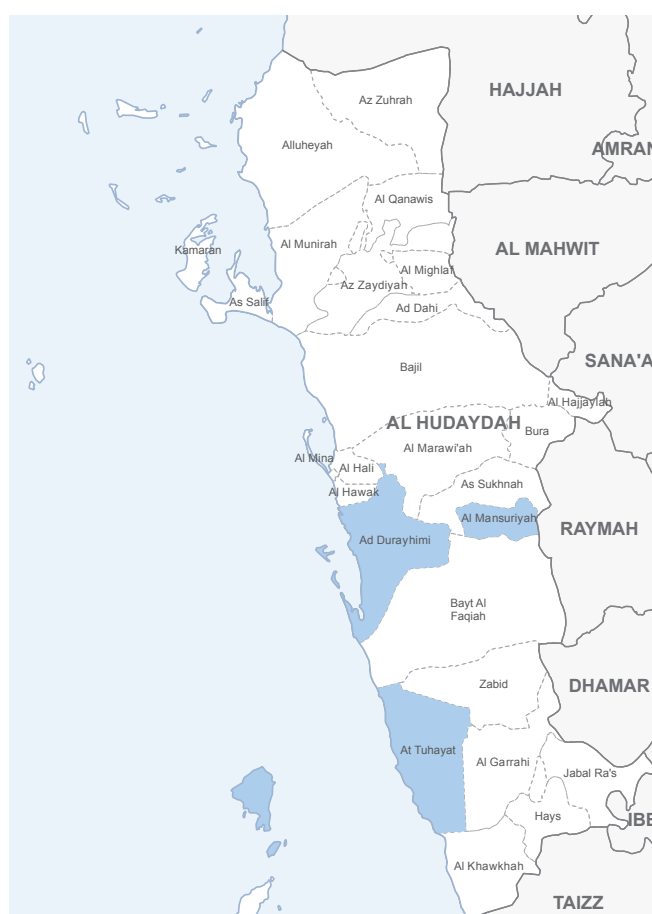 HAJJAH
Az Zuhrah
Alluheyah
AMRAN
Al Qanawis
Kamaran
Al Munirah
AL MAHWIT
Al Mighlaf
Az Zaydiyah
As Salif
Ad Dahi
SANA'A
Bajil
Al Hajjaylah
AL HUDAYDAH
Bura
Al Marawi'ah
Al Mina
Al Hali
As Sukhnah
Al Hawak
Al Mansuriyah
RAYMAH
Ad Durayhimi
Bayt Al
Faqiah
Zabid
DHAMAR
At Tuhayat
Al Garrahi
Jabal Ra's
Hays
IBB
Al Khawkhah
TAIZZ